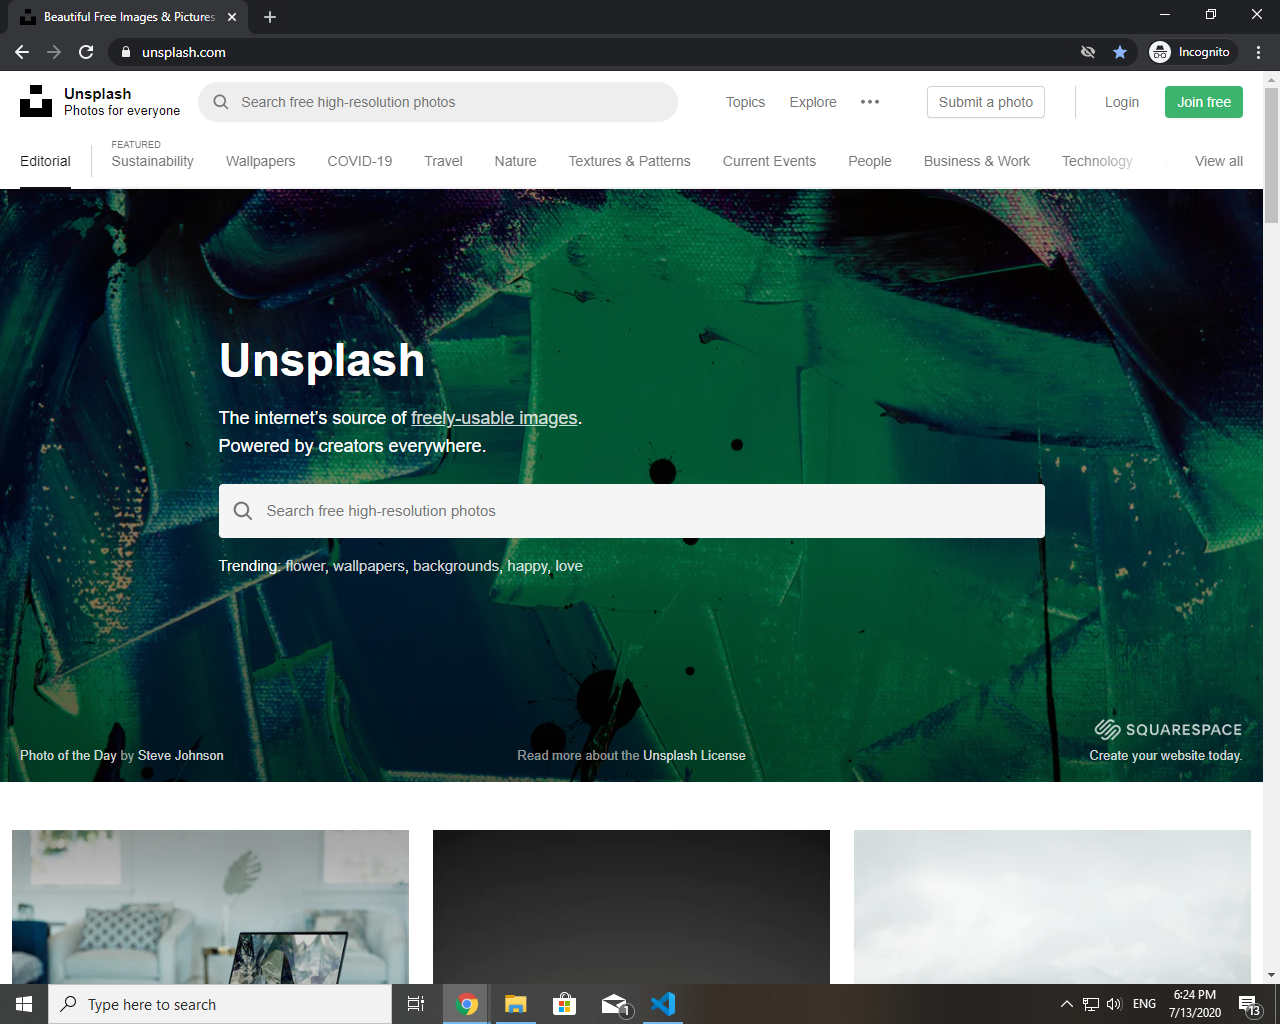 Beautiful Free Images & Pictures
unsplash.com
Incognito
Unsplash
Photos for everyone
Search free high-resolution photos
Topics
Explore
Submit a photo
Login
Join free
Editorial
FEATURED
Sustainability
Wallpapers
COVID-19
Travel
Nature
Textures & Patterns
Current Events
People
Business & Work
Technology
View all
Unsplash
The internet’s source of freely-usable images.
Powered by creators everywhere.
Search free high-resolution photos
Trending: flower, wallpapers, backgrounds, happy, love
SQUARESPACE
Photo of the Day by Steve Johnson
Read more about the Unsplash License
Create your website today.
Type here to search
1
ENG
6:24 PM
7/13/2020
13